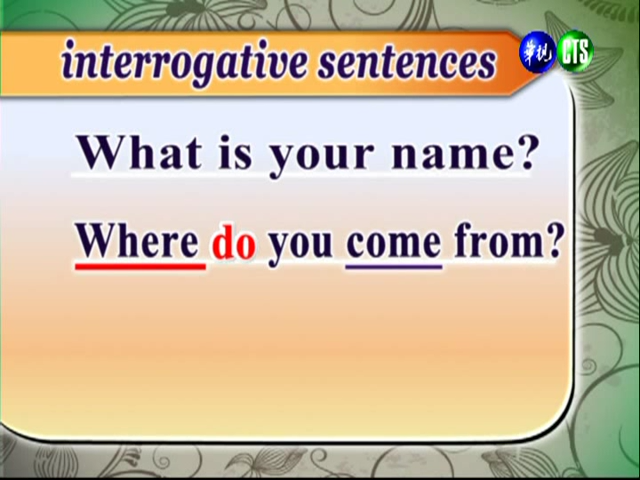 interrogative sentences
華視 CTS
What is your name?
Where do you come from?